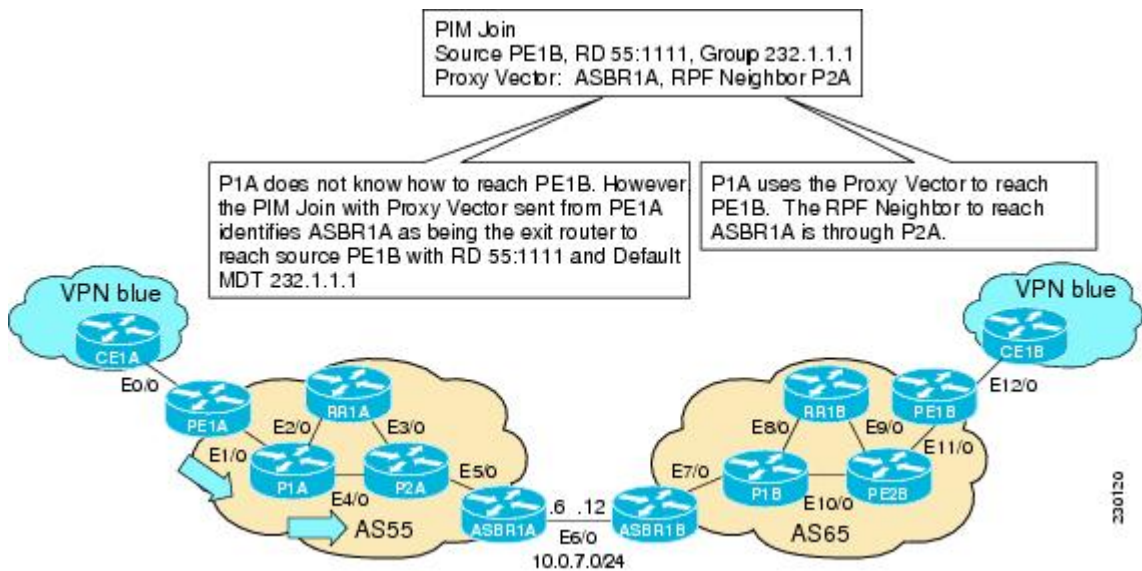 PIM Join
Source PE1B, RD 55:1111, Group 232.1.1.1
Proxy Vector: ASBR1A, RPF Neighbor P2A
P1A does not know how to reach PE1B. However
the PIM Join with Proxy Vector sent from PE1A
identifies ASBR1A as being the exit router to
reach source PE1B with RD 55:1111 and Default
MDT 232.1.1.1
P1A uses the Proxy Vector to reach
PE1B. The RPF Neighbor to reach
ASBR1A is through P2A.
VPN blue
CE1A
E0/0
PE1A
E1/0
E2/0
RR1A
E3/0
P1A
P2A
E4/0
E5/0
AS55
ASBR1A
.6 .12
E6/0
10.0.7.0/24
ASBR1B
E7/0
AS65
P1B
E8/0
RR1B
E9/0
PE2B
E10/0
E11/0
PE1B
E12/0
VPN blue
CE1B
230120